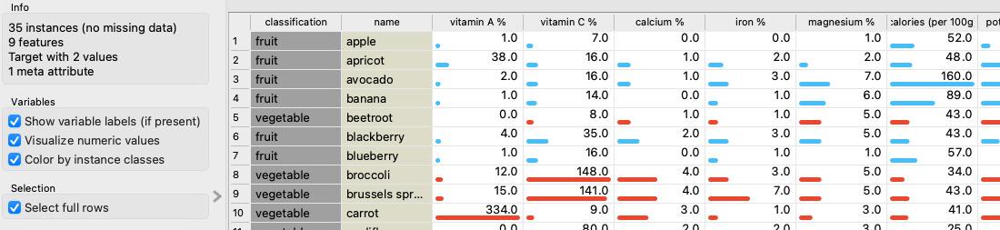 Info
35 instances (no missing data)
9 features
Target with 2 values
1 meta attribute
Variables
Show variable labels (if present)
Visualize numeric values
Color by instance classes
Selection
Select full rows
classification name vitamin A % vitamin C % calcium % iron % magnesium % calories (per 100g pot
1 fruit apple 1.0 7.0 0.0 0.0 1.0 52.0
2 fruit apricot 38.0 16.0 1.0 2.0 2.0 48.0
3 fruit avocado 2.0 16.0 1.0 3.0 7.0 160.0
4 fruit banana 1.0 14.0 0.0 1.0 6.0 89.0
5 vegetable beetroot 0.0 8.0 1.0 1.0 5.0 43.0
6 fruit blackberry 4.0 35.0 2.0 3.0 5.0 43.0
7 fruit blueberry 1.0 16.0 0.0 1.0 1.0 57.0
8 vegetable broccoli 12.0 148.0 4.0 3.0 5.0 34.0
9 vegetable brussels spr... 15.0 141.0 4.0 7.0 5.0 43.0
10 vegetable carrot 334.0 9.0 3.0 1.0 3.0 41.0
0.0 80.0 2.0 2.0 3.0 25.0